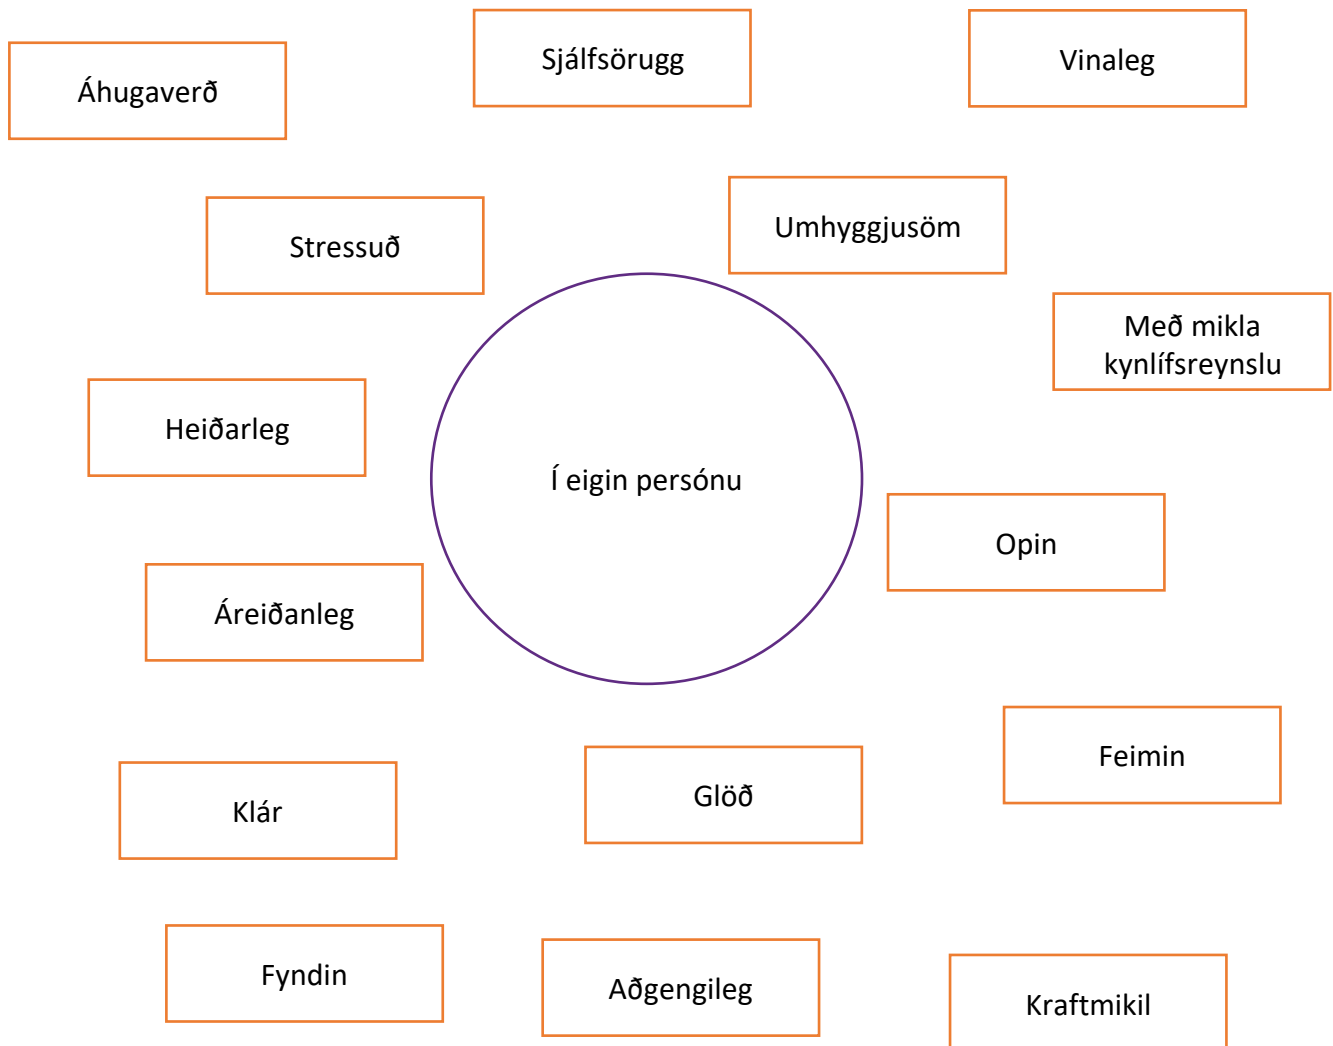 Áhugaverð
Sjálfsörugg
Vinaleg
Stressuð
Umhyggjusöm
Með mikla
kynlífsreynslu
Heiðarleg
Í eigin persónu
Opin
Áreiðanleg
Feimin
Klár
Glöð
Fyndin
Aðgengileg
Kraftmikil